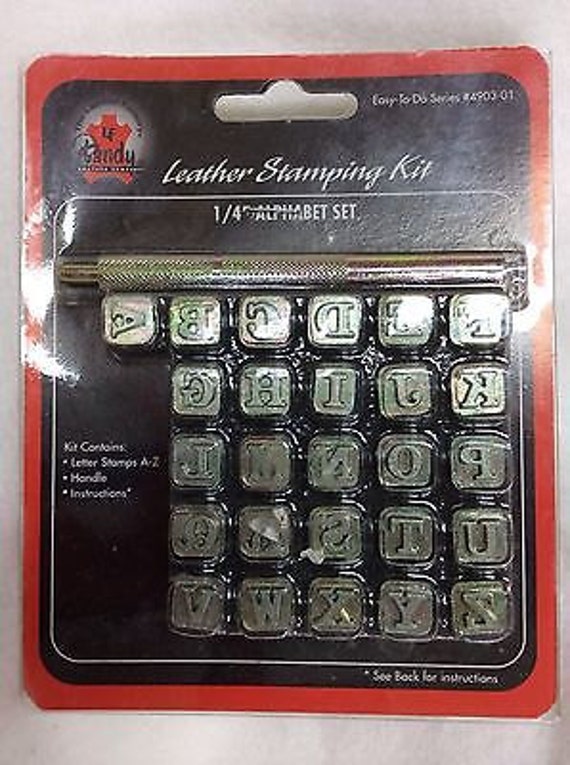 Easy-To-Do Series #4903-01
LF
Tandy
Leather Stamping Kit
1/4" ALPHABET SET
A B C D E F
G H I J K
L M N O P
Q R S T U
V W X Y Z
Kit Contains:
• Letter Stamps A-Z
• Handle
• Instructions*
* See Back for instructions